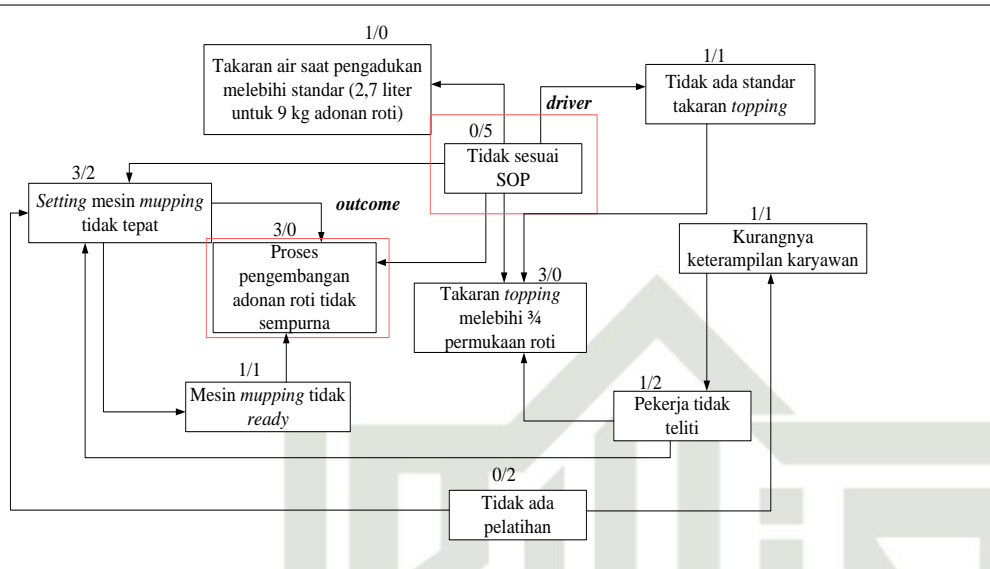 1/0
Takaran air saat pengadukan
melebihi standar (2,7 liter
untuk 9 kg adonan roti)
driver
1/1
Tidak ada standar
takaran topping
0/5
Tidak sesuai
SOP
3/2
Setting mesin mupping
tidak tepat
outcome
3/0
Proses
pengembangan
adonan roti tidak
sempurna
1/1
Kurangnya
keterampilan karyawan
3/0
Takaran topping
melebihi ¾
permukaan roti
1/1
Mesin mupping tidak
ready
1/2
Pekerja tidak
teliti
0/2
Tidak ada
pelatihan